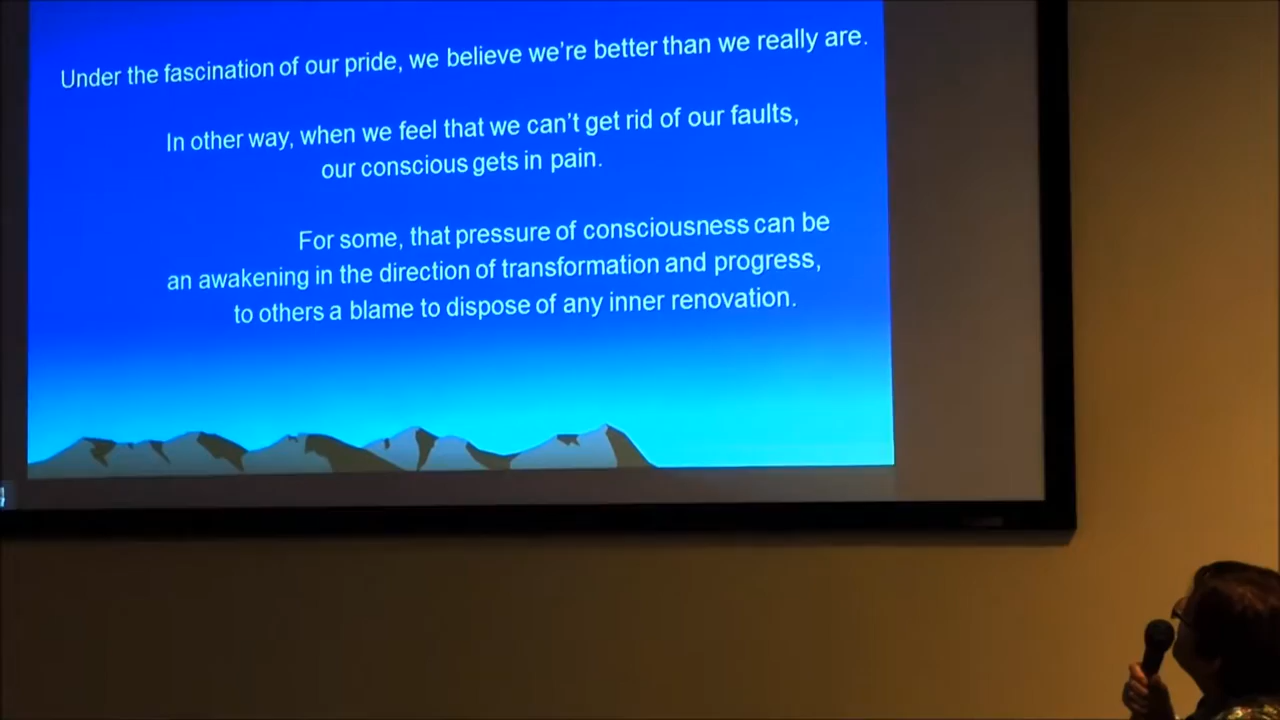 Under the fascination of our pride, we believe we're better than we really are.
In other way, when we feel that we can't get rid of our faults,
our conscious gets in pain.
For some, that pressure of consciousness can be
an awakening in the direction of transformation and progress,
to others a blame to dispose of any inner renovation.